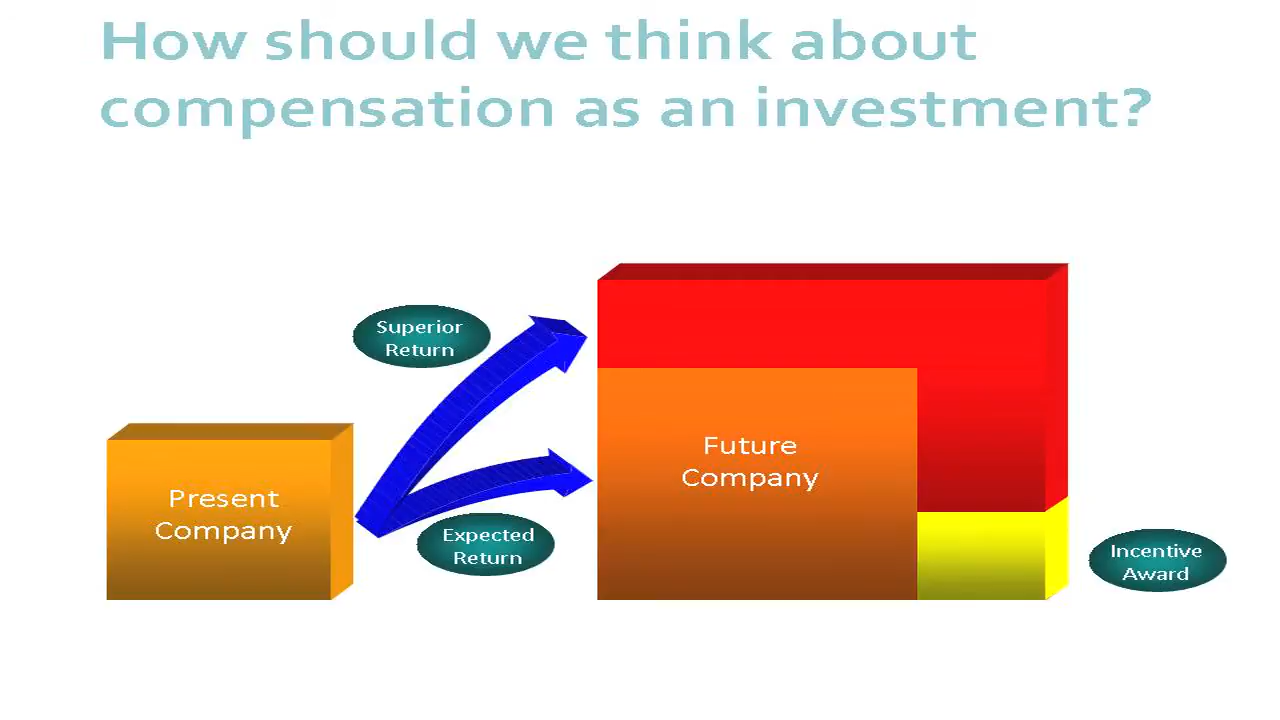 How should we think about
compensation as an investment?
Superior
Return
Future
Company
Present
Company
Expected
Return
Incentive
Award